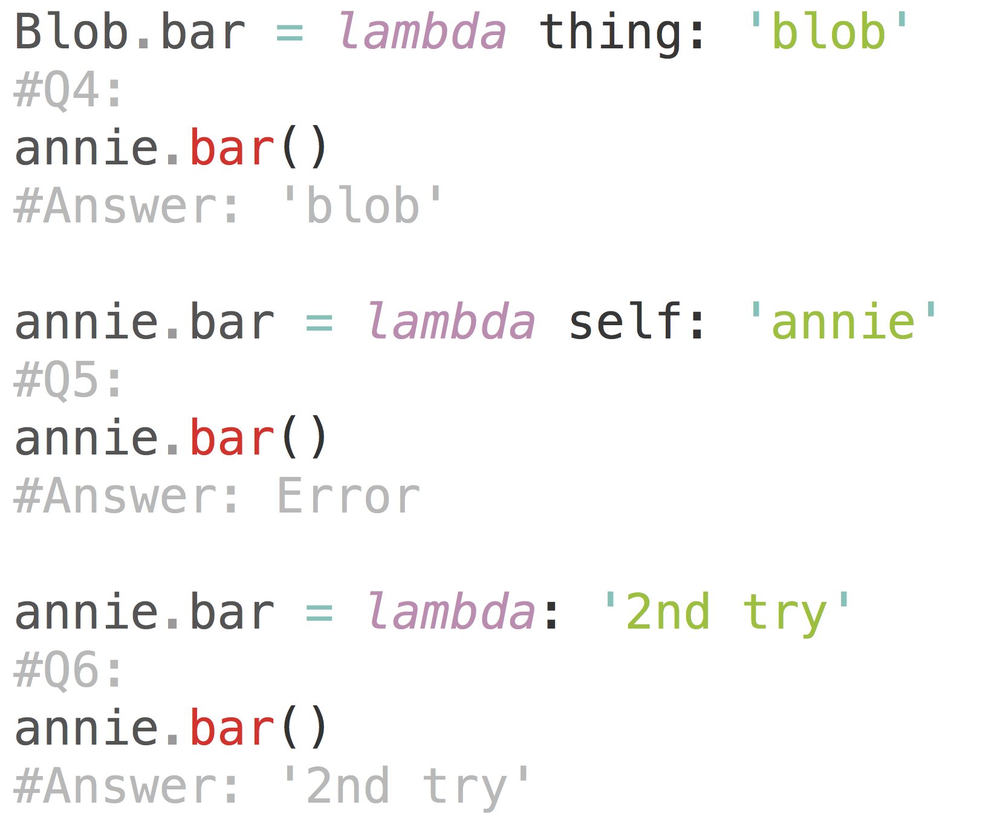 Blob.bar = lambda thing: 'blob'
#Q4:
annie.bar()
#Answer: 'blob'
annie.bar = lambda self: 'annie'
#Q5:
annie.bar()
#Answer: Error
annie.bar = lambda: '2nd try'
#Q6:
annie.bar()
#Answer: '2nd try'